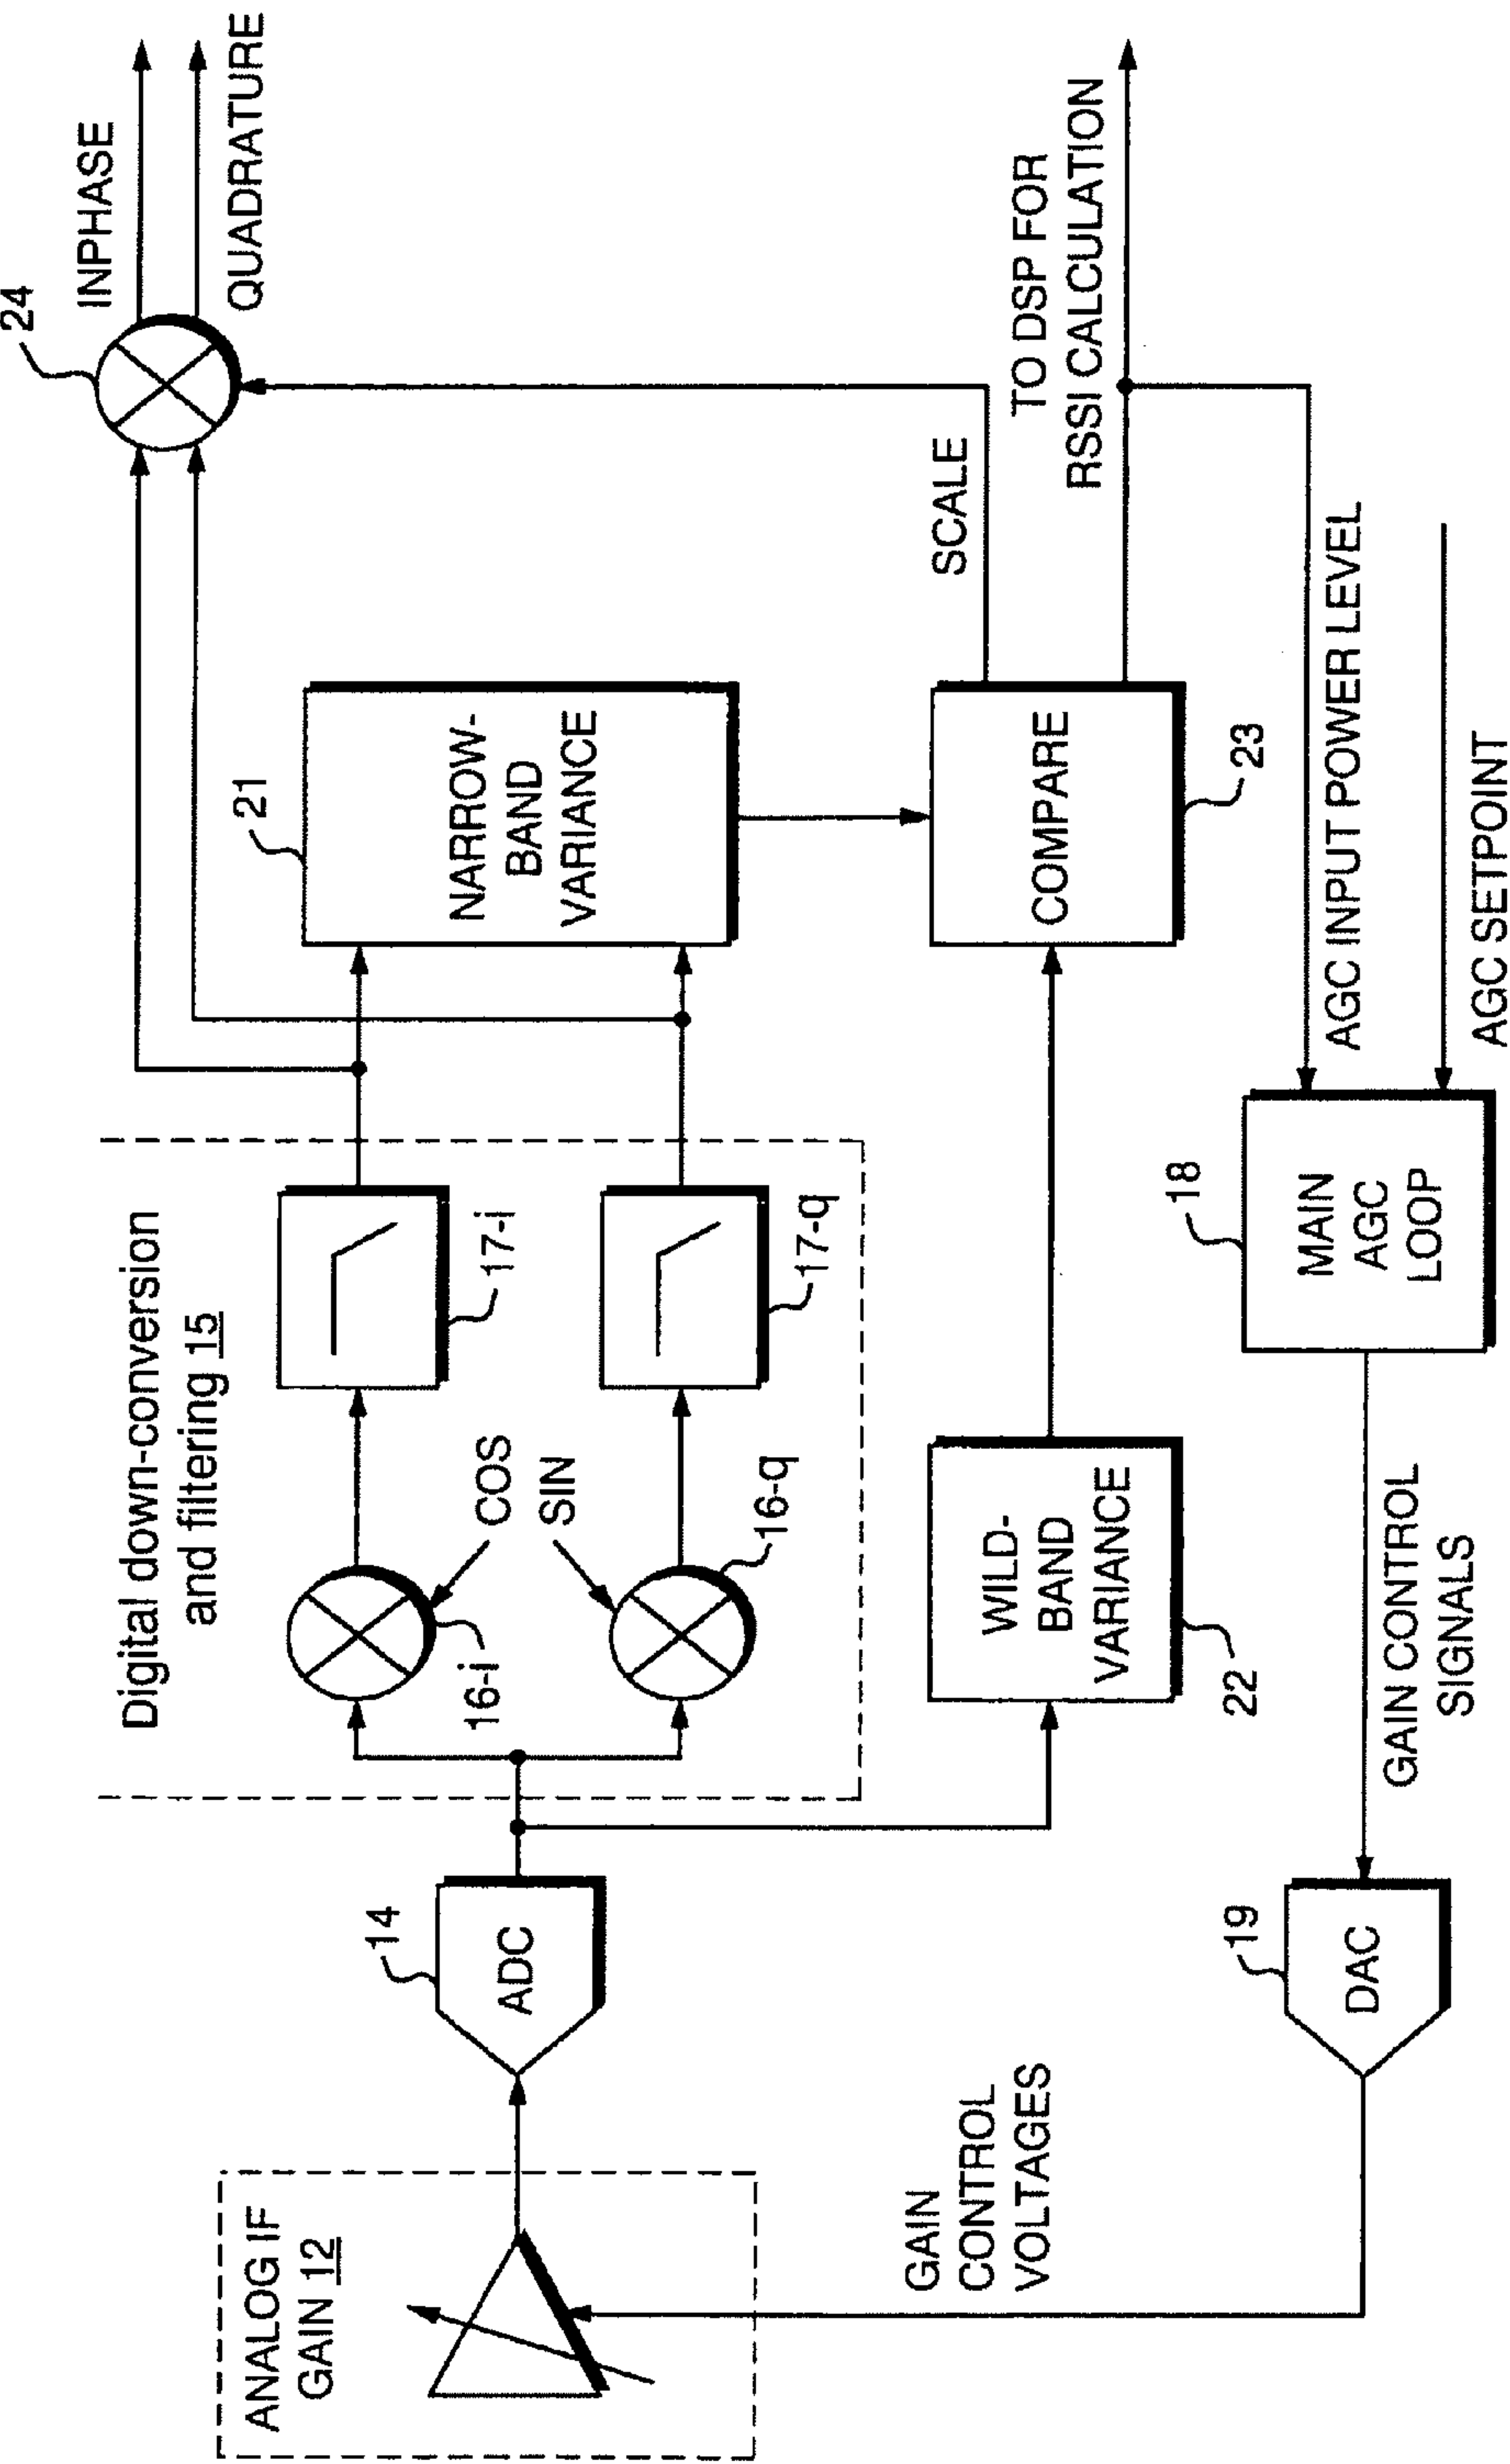 ANALOG IF
GAIN 12
14
ADC
Digital down-conversion
and filtering 15
16-i
COS
SIN
16-q
17-i
17-q
21
NARROW-
BAND
VARIANCE
24
INPHASE
QUADRATURE
WILD-
BAND
VARIANCE
22
COMPARE
23
SCALE
TO DSP FOR
RSSI CALCULATION
GAIN
CONTROL
VOLTAGES
19
DAC
GAIN CONTROL
SIGNALS
18
MAIN
AGC
LOOP
AGC INPUT POWER LEVEL
AGC SETPOINT